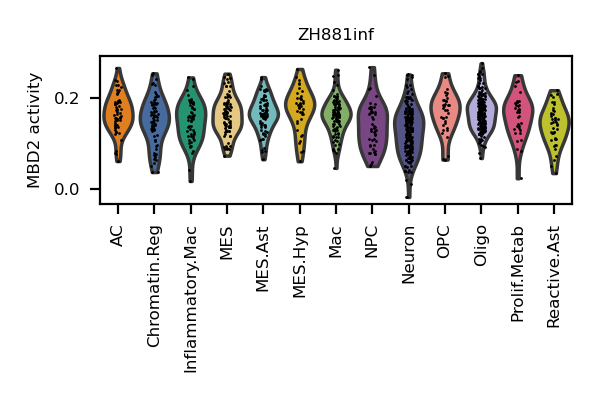 ZH881inf
MBD2 activity
0.2
0.0
AC
Chromatin.Reg
Inflammatory.Mac
MES
MES.Ast
MES.Hyp
Mac
NPC
Neuron
OPC
Oligo
Prolif.Metab
Reactive.Ast